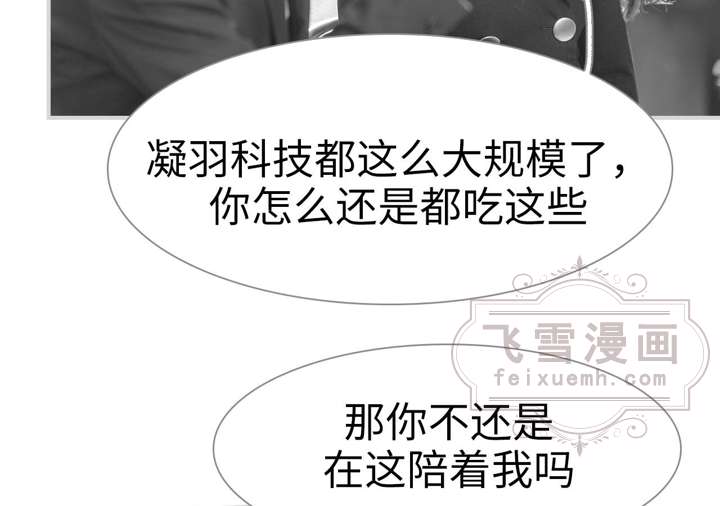 凝羽科技都这么大规模了，
你怎么还是都吃这些
飞雪漫画
feixuemh.com
那你不还是
在这陪着我吗